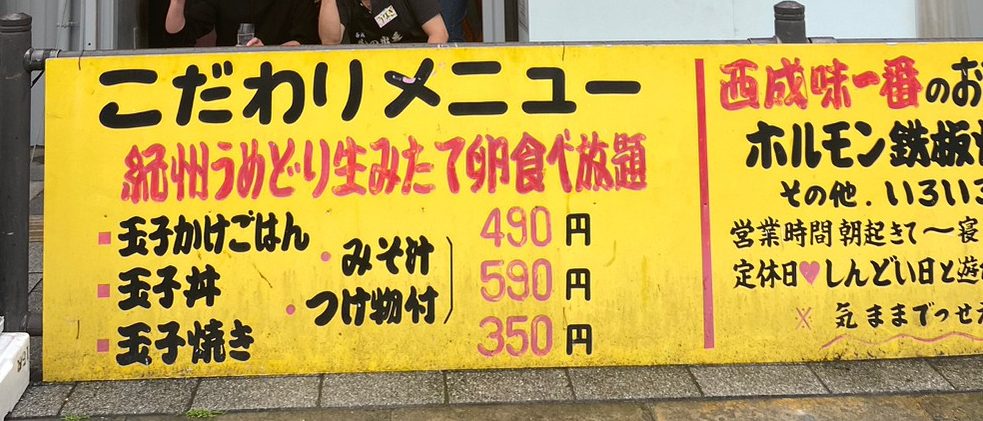 こだわりメニュー
紀州うめどり生みたて卵食べ放題
玉子かけごはん
玉子丼
玉子焼き
・みそ汁
・つけ物付
490円
590円
350円
西成味一番のお
ホルモン鉄板
その他.いろいろ
営業時間朝起きて〜寝
定休日♥しんどい日と遊
※気ままでっせ